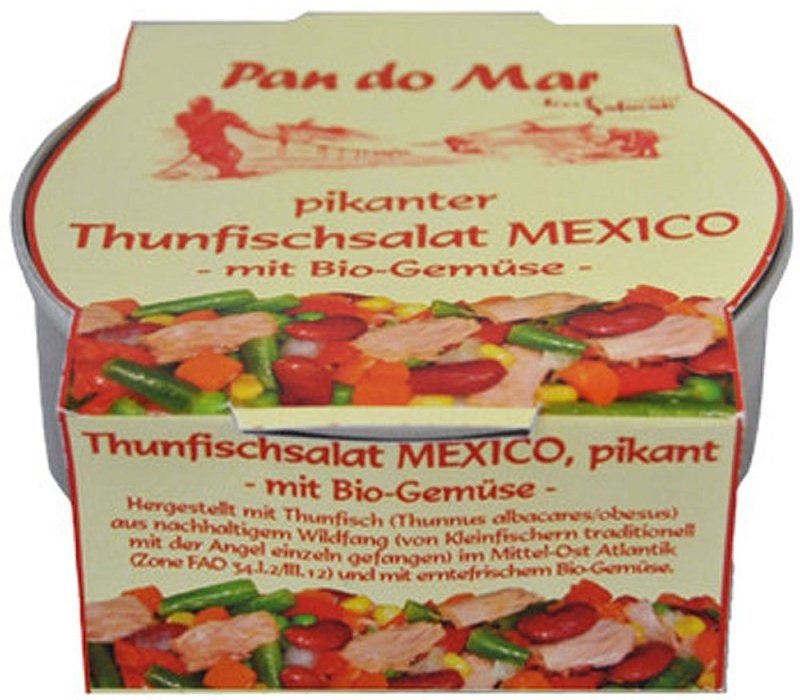 Pan do Mar
pikanter
Thunfischsalat MEXICO
- mit Bio-Gemüse -
Thunfischsalat MEXICO, pikant
- mit Bio-Gemüse -
Hergestellt mit Thunfisch (Thunnus albacares/obesus)
aus nachhaltigem Wildfang (von Kleinfischern traditionell
mit der Angel einzeln gefangen) im Mittel-Ost Atlantik
(Zone FAO 34.1.2/III.12) und mit erntefrischem Bio-Gemüse.